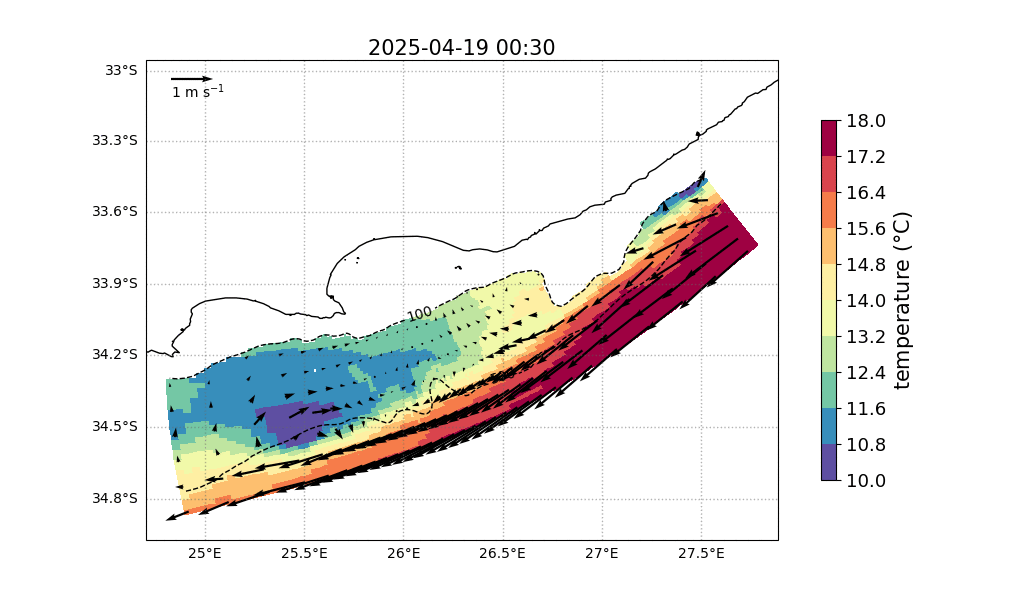 2025-04-19 00:30
1 m s⁻¹
33°S
33.3°S
33.6°S
33.9°S
34.2°S
34.5°S
34.8°S
100
25°E 25.5°E 26°E 26.5°E 27°E 27.5°E
18.0
17.2
16.4
15.6
14.8
14.0
13.2
12.4
11.6
10.8
10.0
temperature (°C)